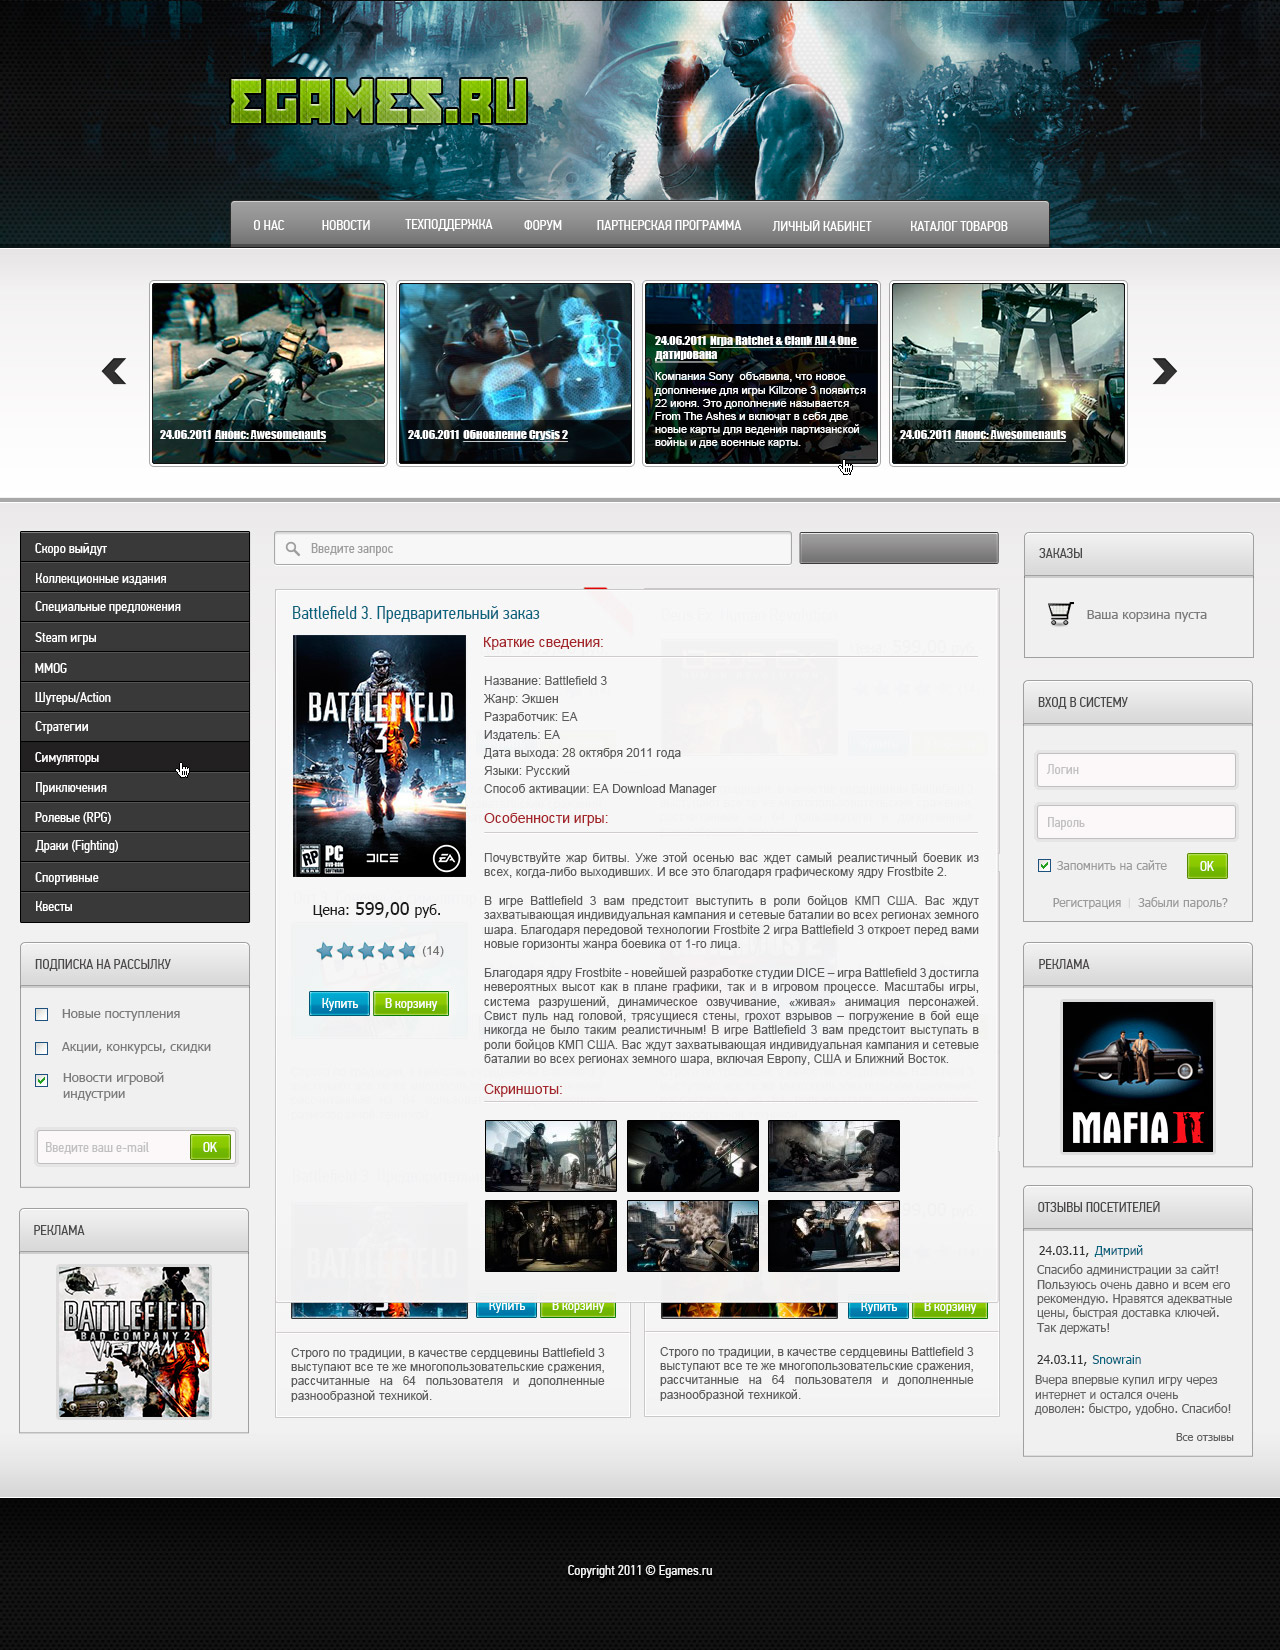 EGAMES.RU
О НАС НОВОСТИ ТЕХПОДДЕРЖКА ФОРУМ ПАРТНЕРСКАЯ ПРОГРАММА ЛИЧНЫЙ КАБИНЕТ КАТАЛОГ ТОВАРОВ
24.06.2011 Анонс: Awesomenauts
24.06.2011 Обновление Crysis 2
24.06.2011 Игра Ratchet & Clank All 4 One
датирована
Компания Sony объявила, что новое
дополнение для игры Killzone 3 появится
22 июня. Это дополнение называется
From The Ashes и включат в себя две
новые карты для ведения партизанской
войны и две военные карты.
24.06.2011 Анонс: Awesomenauts
Скоро выйдут
Коллекционные издания
Специальные предложения
Steam игры
MMOG
Шутеры/Action
Стратегии
Симуляторы
Приключения
Ролевые (RPG)
Драки (Fighting)
Спортивные
Квесты
ПОДПИСКА НА РАССЫЛКУ
Новые поступления
Акции, конкурсы, скидки
Новости игровой
индустрии
Введите ваш e-mail
OK
РЕКЛАМА
BATTLEFIELD
BAD COMPANY 2
VIETNAM
Введите запрос
Battlefield 3. Предварительный заказ
BATTLEFIELD
3
RP
PC
DVD-ROM
SOFTWARE
DICE
EA
Цена: 599,00 руб.
(14)
Купить
В корзину
Краткие сведения:
Название: Battlefield 3
Жанр: Экшен
Разработчик: EA
Издатель: EA
Дата выхода: 28 октября 2011 года
Языки: Русский
Способ активации: EA Download Manager
Особенности игры:
Почувствуйте жар битвы. Уже этой осенью вас ждет самый реалистичный боевик из
всех, когда-либо выходивших. И все это благодаря графическому ядру Frostbite 2.
В игре Battlefield 3 вам предстоит выступить в роли бойцов КМП США. Вас ждут
захватывающая индивидуальная кампания и сетевые баталии во всех регионах земного
шара. Благодаря передовой технологии Frostbite 2 игра Battlefield 3 откроет перед вами
новые горизонты жанра боевика от 1-го лица.
Благодаря ядру Frostbite - новейшей разработке студии DICE – игра Battlefield 3 достигла
невероятных высот как в плане графики, так и в игровом процессе. Масштабы игры,
система разрушений, динамическое озвучивание, «живая» анимация персонажей.
Свист пуль над головой, трясущиеся стены, грохот взрывов – погружение в бой еще
никогда не было таким реалистичным! В игре Battlefield 3 вам предстоит выступать в
роли бойцов КМП США. Вас ждут захватывающая индивидуальная кампания и сетевые
баталии во всех регионах земного шара, включая Европу, США и Ближний Восток.
Скриншоты:
Купить
В корзину
Строго по традиции, в качестве сердцевины Battlefield 3
выступают все те же многопользовательские сражения,
рассчитанные на 64 пользователя и дополненные
разнообразной техникой.
Купить
В корзину
Строго по традиции, в качестве сердцевины Battlefield 3
выступают все те же многопользовательские сражения,
рассчитанные на 64 пользователя и дополненные
разнообразной техникой.
ЗАКАЗЫ
Ваша корзина пуста
ВХОД В СИСТЕМУ
Логин
Пароль
Запомнить на сайте
OK
Регистрация | Забыли пароль?
РЕКЛАМА
MAFIA II
ОТЗЫВЫ ПОСЕТИТЕЛЕЙ
24.03.11, Дмитрий
Спасибо администрации за сайт!
Пользуюсь очень давно и всем его
рекомендую. Нравятся адекватные
цены, быстрая доставка ключей.
Так держать!
24.03.11, Snowrain
Вчера впервые купил игру через
интернет и остался очень
доволен: быстро, удобно. Спасибо!
Все отзывы
Copyright 2011 © Egames.ru